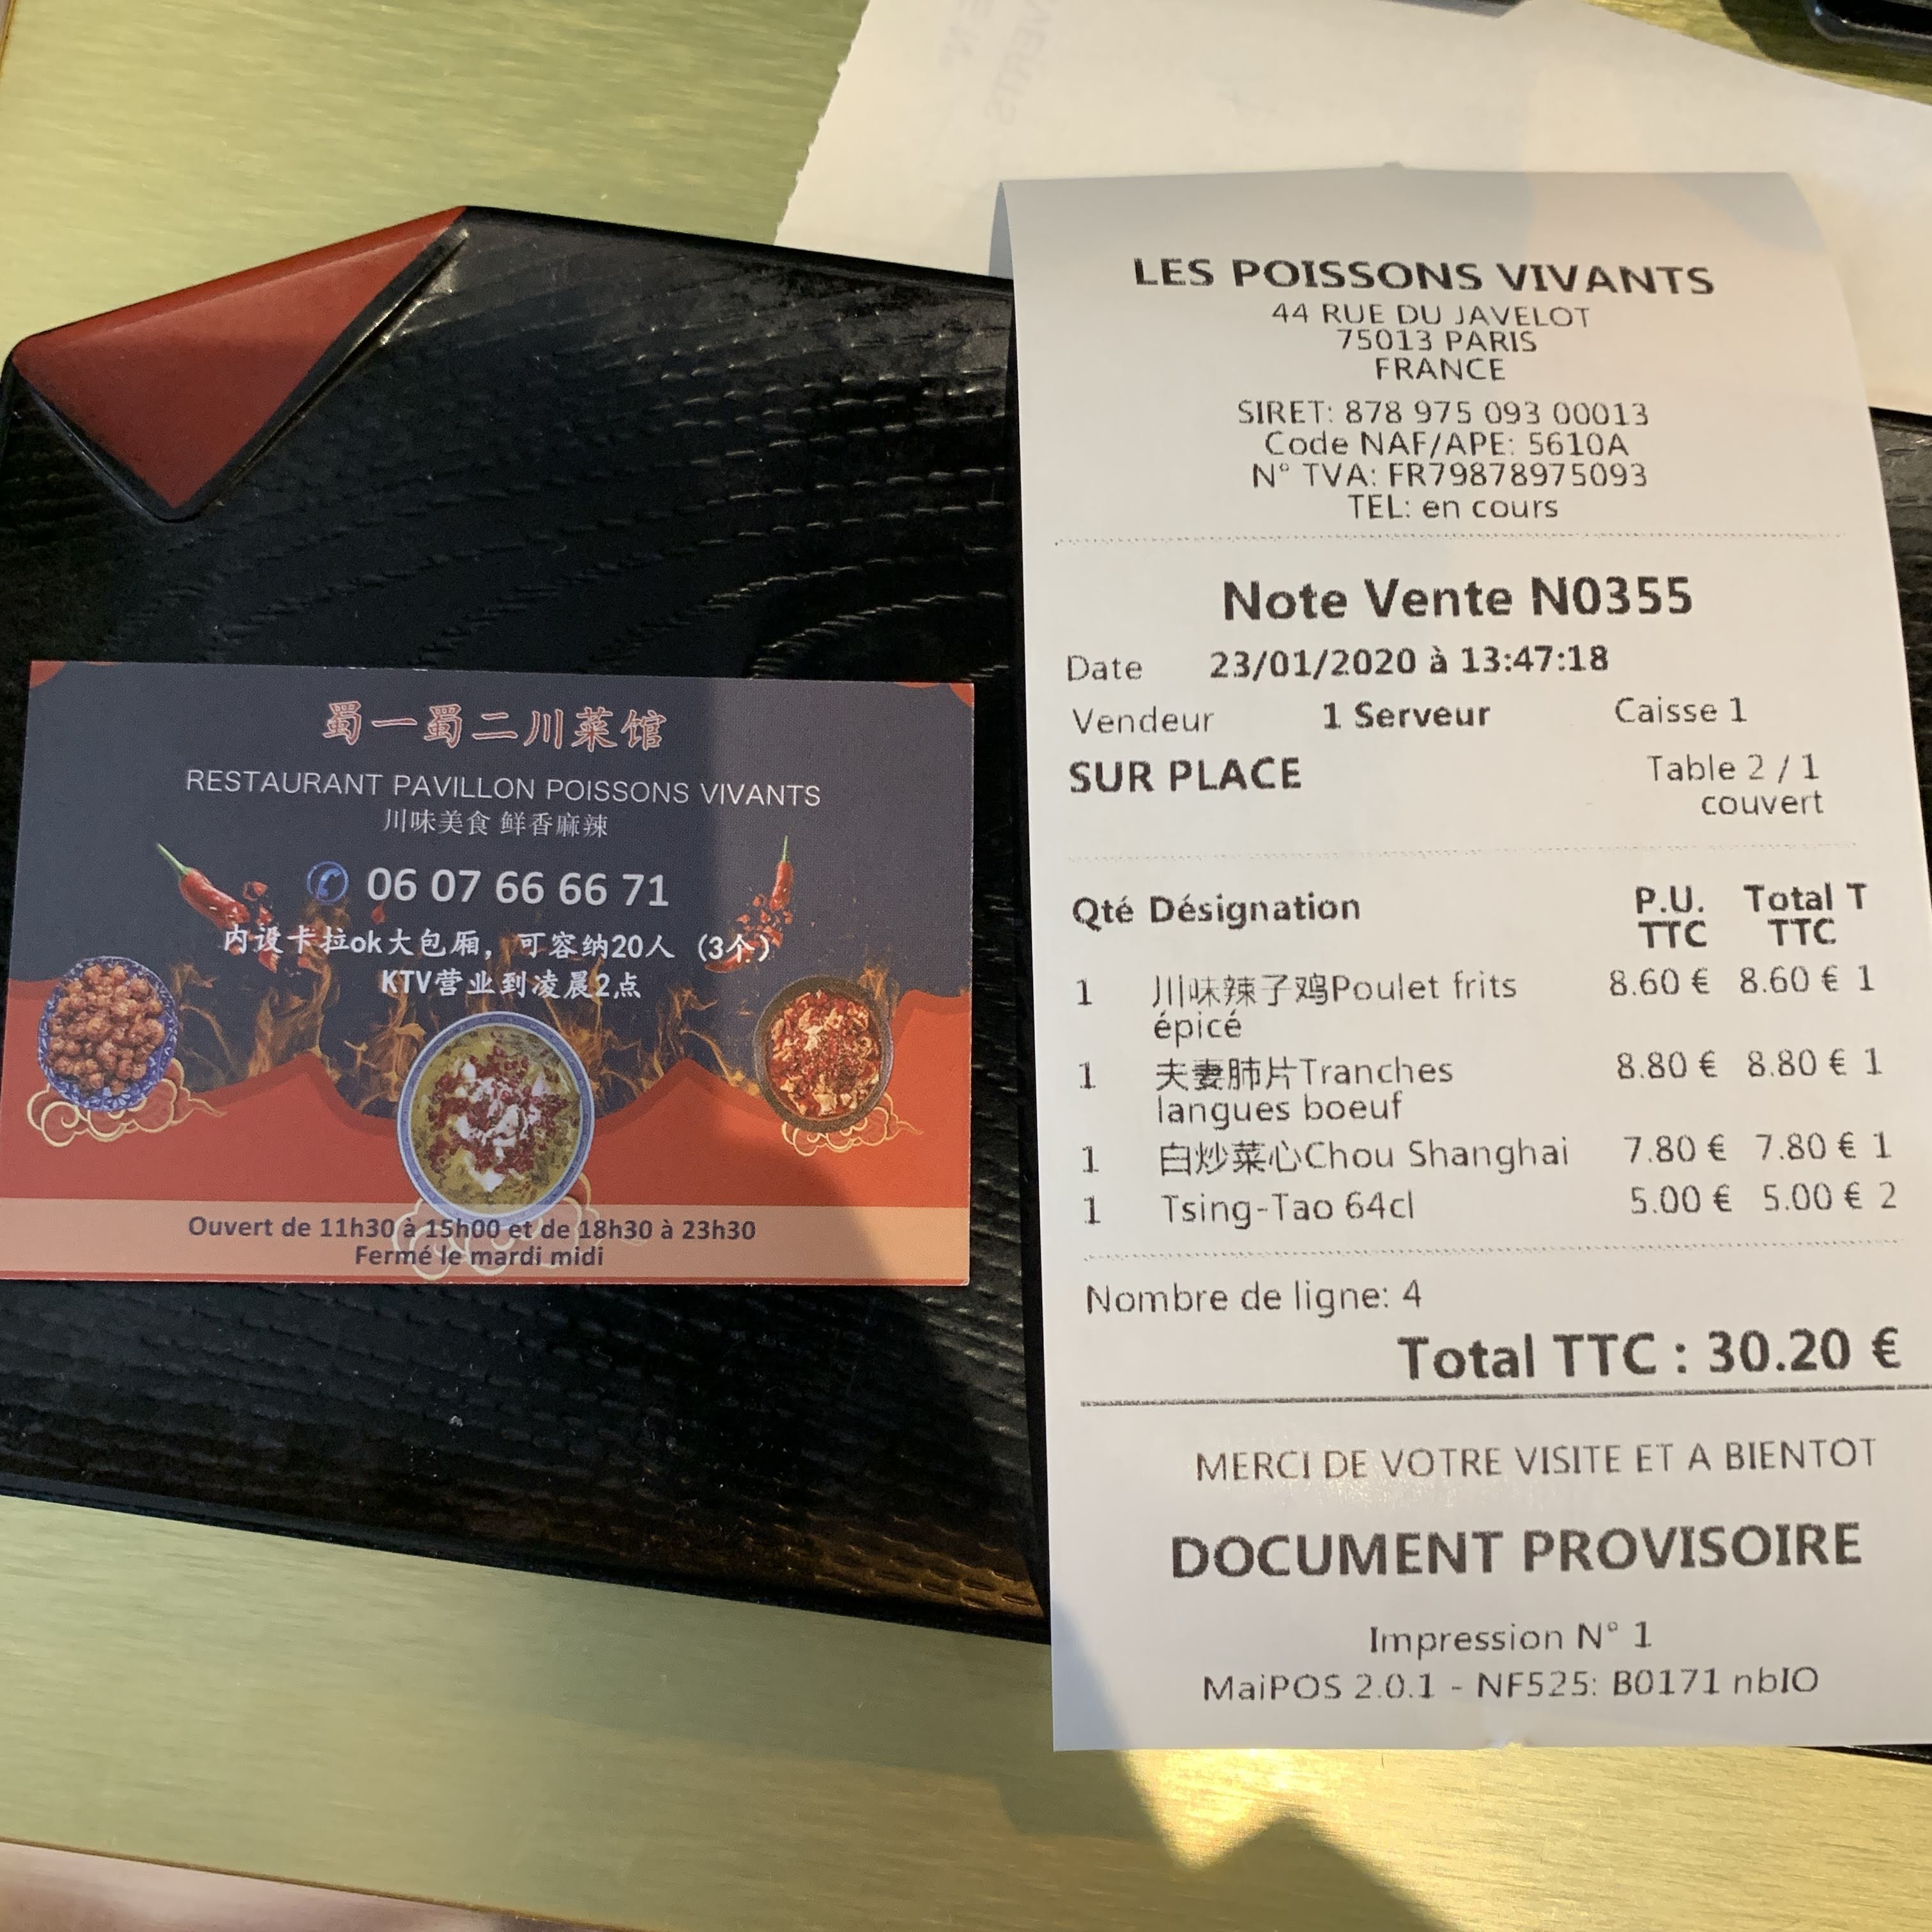 蜀一蜀二川菜馆
RESTAURANT PAVILLON POISSONS VIVANTS
川味美食 鲜香麻辣
06 07 66 66 71
内设卡拉ok大包厢，可容纳20人（3个）
KTV营业到凌晨2点
Ouvert de 11h30 à 15h00 et de 18h30 à 23h30
Fermé le mardi midi
LES POISSONS VIVANTS
44 RUE DU JAVELOT
75013 PARIS
FRANCE
SIRET: 878 975 093 00013
Code NAF/APE: 5610A
N° TVA: FR79878975093
TEL: en cours
Note Vente N0355
Date 23/01/2020 à 13:47:18
Vendeur 1 Serveur Caisse 1
SUR PLACE Table 2 / 1
couvert
Qté Désignation P.U. Total T
TTC TTC
1 川味辣子鸡Poulet frits 8.60 € 8.60 € 1
épicé
1 夫妻肺片Tranches 8.80 € 8.80 € 1
langues boeuf
1 白炒菜心Chou Shanghai 7.80 € 7.80 € 1
1 Tsing-Tao 64cl 5.00 € 5.00 € 2
Nombre de ligne: 4
Total TTC : 30.20 €
MERCI DE VOTRE VISITE ET A BIENTOT
DOCUMENT PROVISOIRE
Impression N° 1
MaiPOS 2.0.1 - NF525: B0171 nbIO